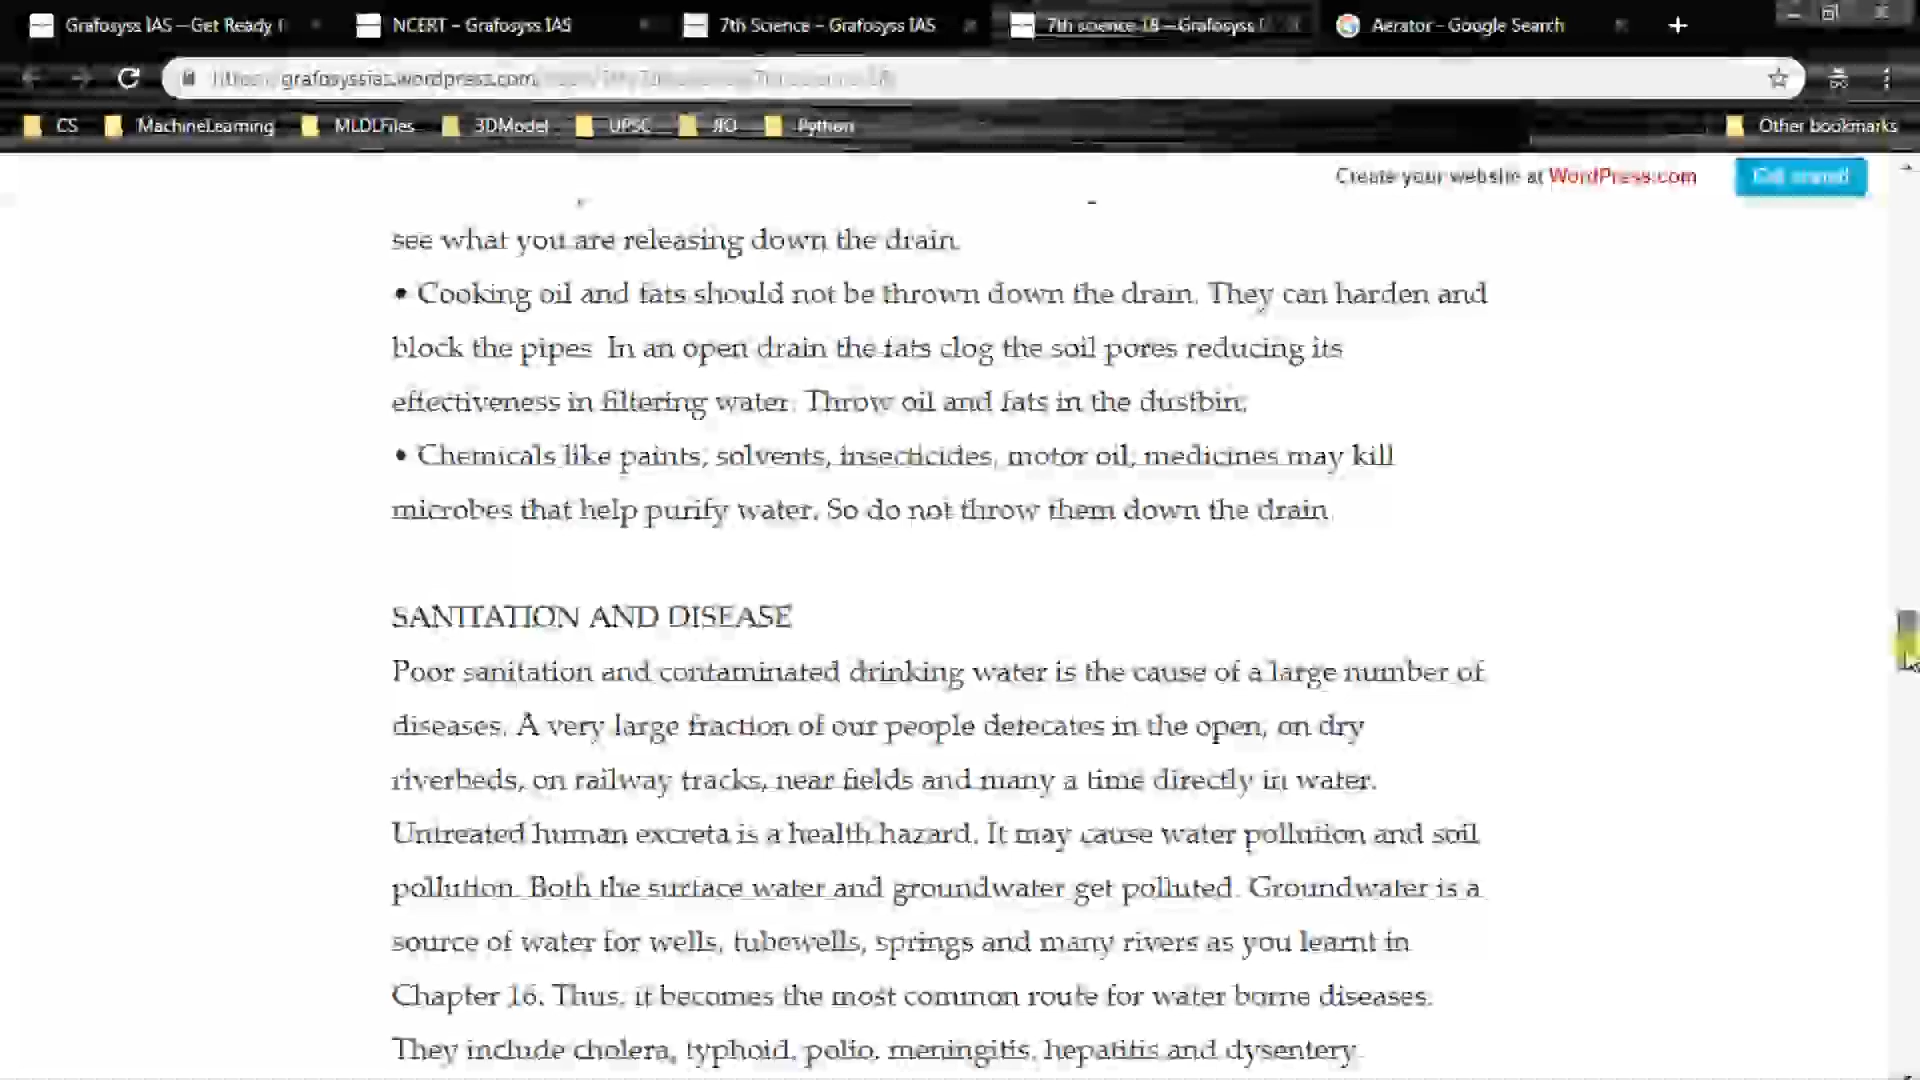 Grafosyss IAS – Get Ready
NCERT – Grafosyss IAS
7th Science – Grafosyss IAS
7th science 18 – Grafosyss
Aerator - Google Search
grafosyssias.wordpress.com
CS
MachineLearning
MLDLFiles
3DModel
UPSC
JIO
Python
Other bookmarks
Create your website at WordPress.com
Get started
see what you are releasing down the drain.
• Cooking oil and fats should not be thrown down the drain. They can harden and
block the pipes. In an open drain the fats clog the soil pores reducing its
effectiveness in filtering water. Throw oil and fats in the dustbin.
• Chemicals like paints, solvents, insecticides, motor oil, medicines may kill
microbes that help purify water. So do not throw them down the drain.
SANITATION AND DISEASE
Poor sanitation and contaminated drinking water is the cause of a large number of
diseases. A very large fraction of our people defecates in the open, on dry
riverbeds, on railway tracks, near fields and many a time directly in water.
Untreated human excreta is a health hazard. It may cause water pollution and soil
pollution. Both the surface water and groundwater get polluted. Groundwater is a
source of water for wells, tubewells, springs and many rivers as you learnt in
Chapter 16. Thus, it becomes the most common route for water borne diseases.
They include cholera, typhoid, polio, meningitis, hepatitis and dysentery.